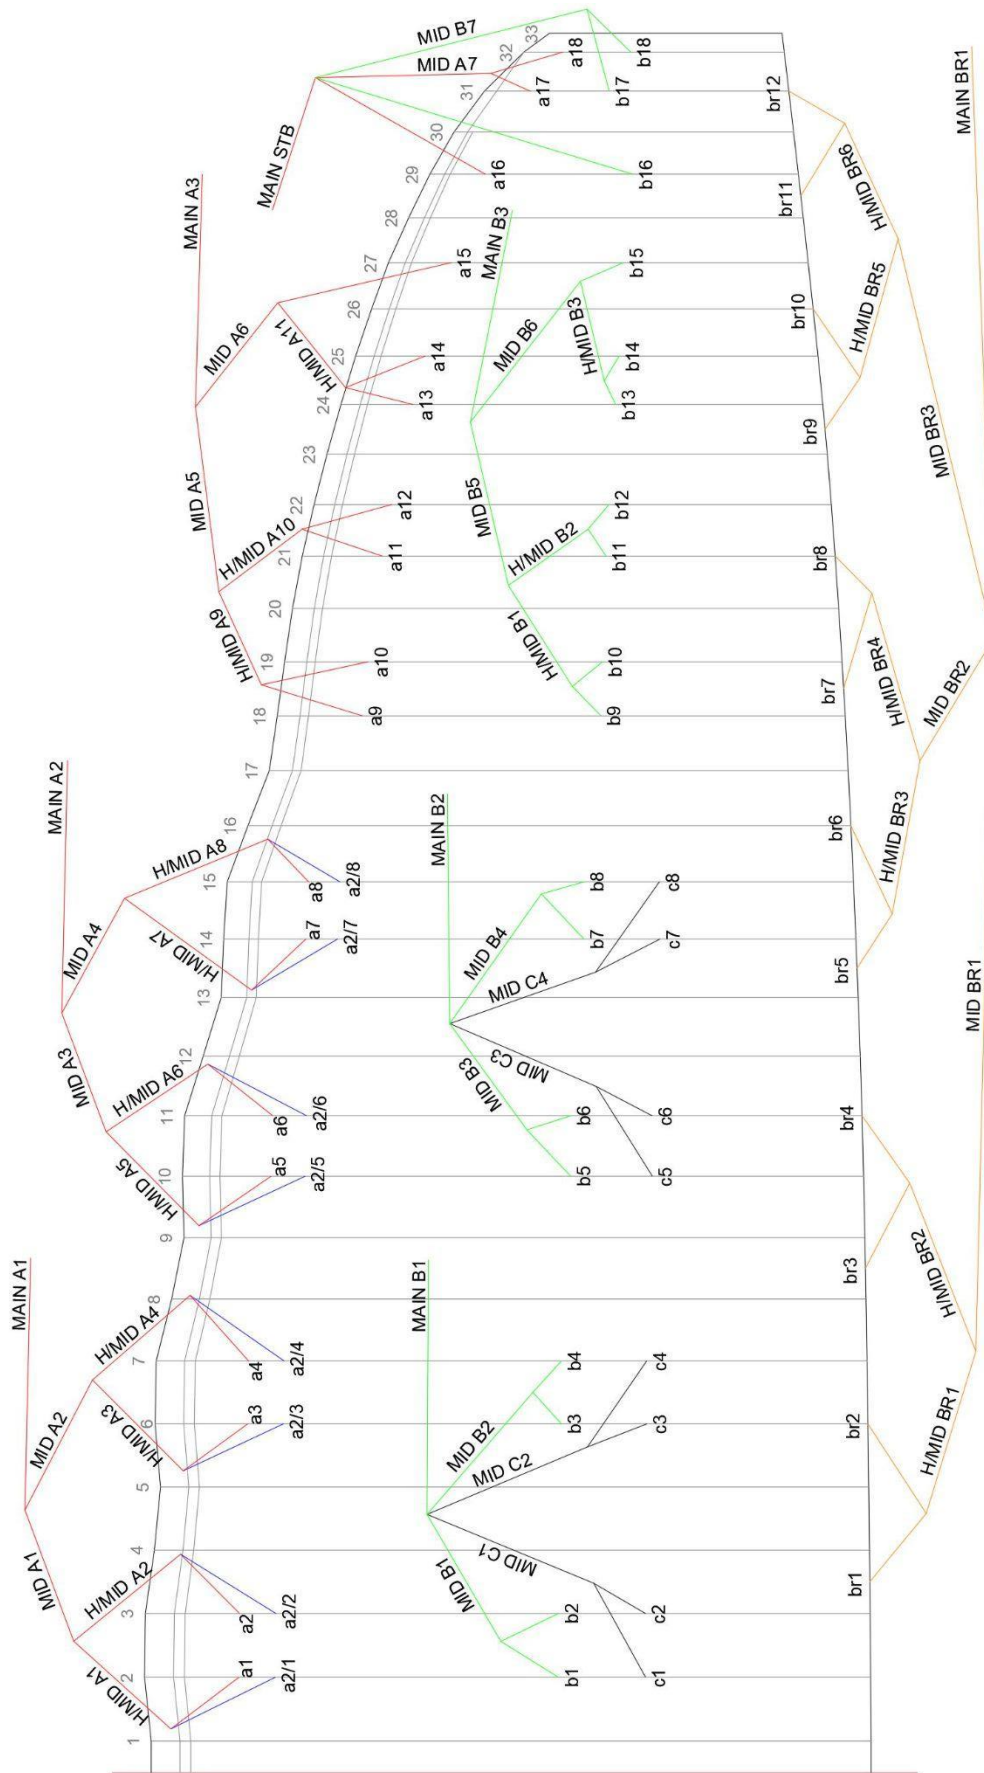 MAIN A1
MAIN A2
MAIN A3
MAIN STB
MID A1
MID A2
MID A3
MID A4
MID A5
MID A6
MID A7
MID B7
H/MID A1
H/MID A2
H/MID A3
H/MID A4
H/MID A5
H/MID A6
H/MID A7
H/MID A8
H/MID A9
H/MID A10
H/MID A11
1
2
3
4
5
6
7
8
9
10
11
12
13
14
15
16
17
18
19
20
21
22
23
24
25
26
27
28
29
30
31
32
33
a1
a2
a3
a4
a5
a6
a7
a8
a9
a10
a11
a12
a13
a14
a15
a16
a17
a18
a2/1
a2/2
a2/3
a2/4
a2/5
a2/6
a2/7
a2/8
MAIN B1
MAIN B2
MAIN B3
MID B1
MID B2
MID B3
MID B4
MID B5
MID B6
H/MID B1
H/MID B2
H/MID B3
MID C1
MID C2
MID C3
MID C4
b1
b2
b3
b4
b5
b6
b7
b8
b9
b10
b11
b12
b13
b14
b15
b16
b17
b18
c1
c2
c3
c4
c5
c6
c7
c8
br1
br2
br3
br4
br5
br6
br7
br8
br9
br10
br11
br12
H/MID BR1
H/MID BR2
H/MID BR3
H/MID BR4
H/MID BR5
H/MID BR6
MID BR1
MID BR2
MID BR3
MAIN BR1